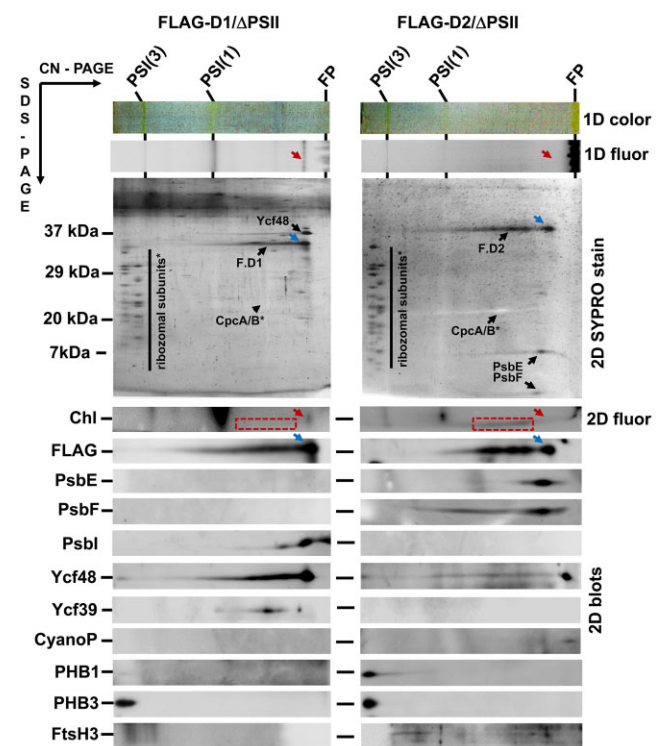 FLAG-D1/ΔPSII FLAG-D2/ΔPSII
CN - PAGE
SDS-PAGE
PSI(3) PSI(1) FP PSI(3) PSI(1) FP
1D color
1D fluor
Ycf48
37 kDa
F.D1 F.D2
29 kDa
ribozomal subunits* ribozomal subunits*
CpcA/B* CpcA/B*
20 kDa
7kDa
PsbE
PsbF
2D SYPRO stain
Chl 2D fluor
FLAG
PsbE
PsbF
PsbI
Ycf48
Ycf39
CyanoP
PHB1
PHB3
FtsH3
2D blots